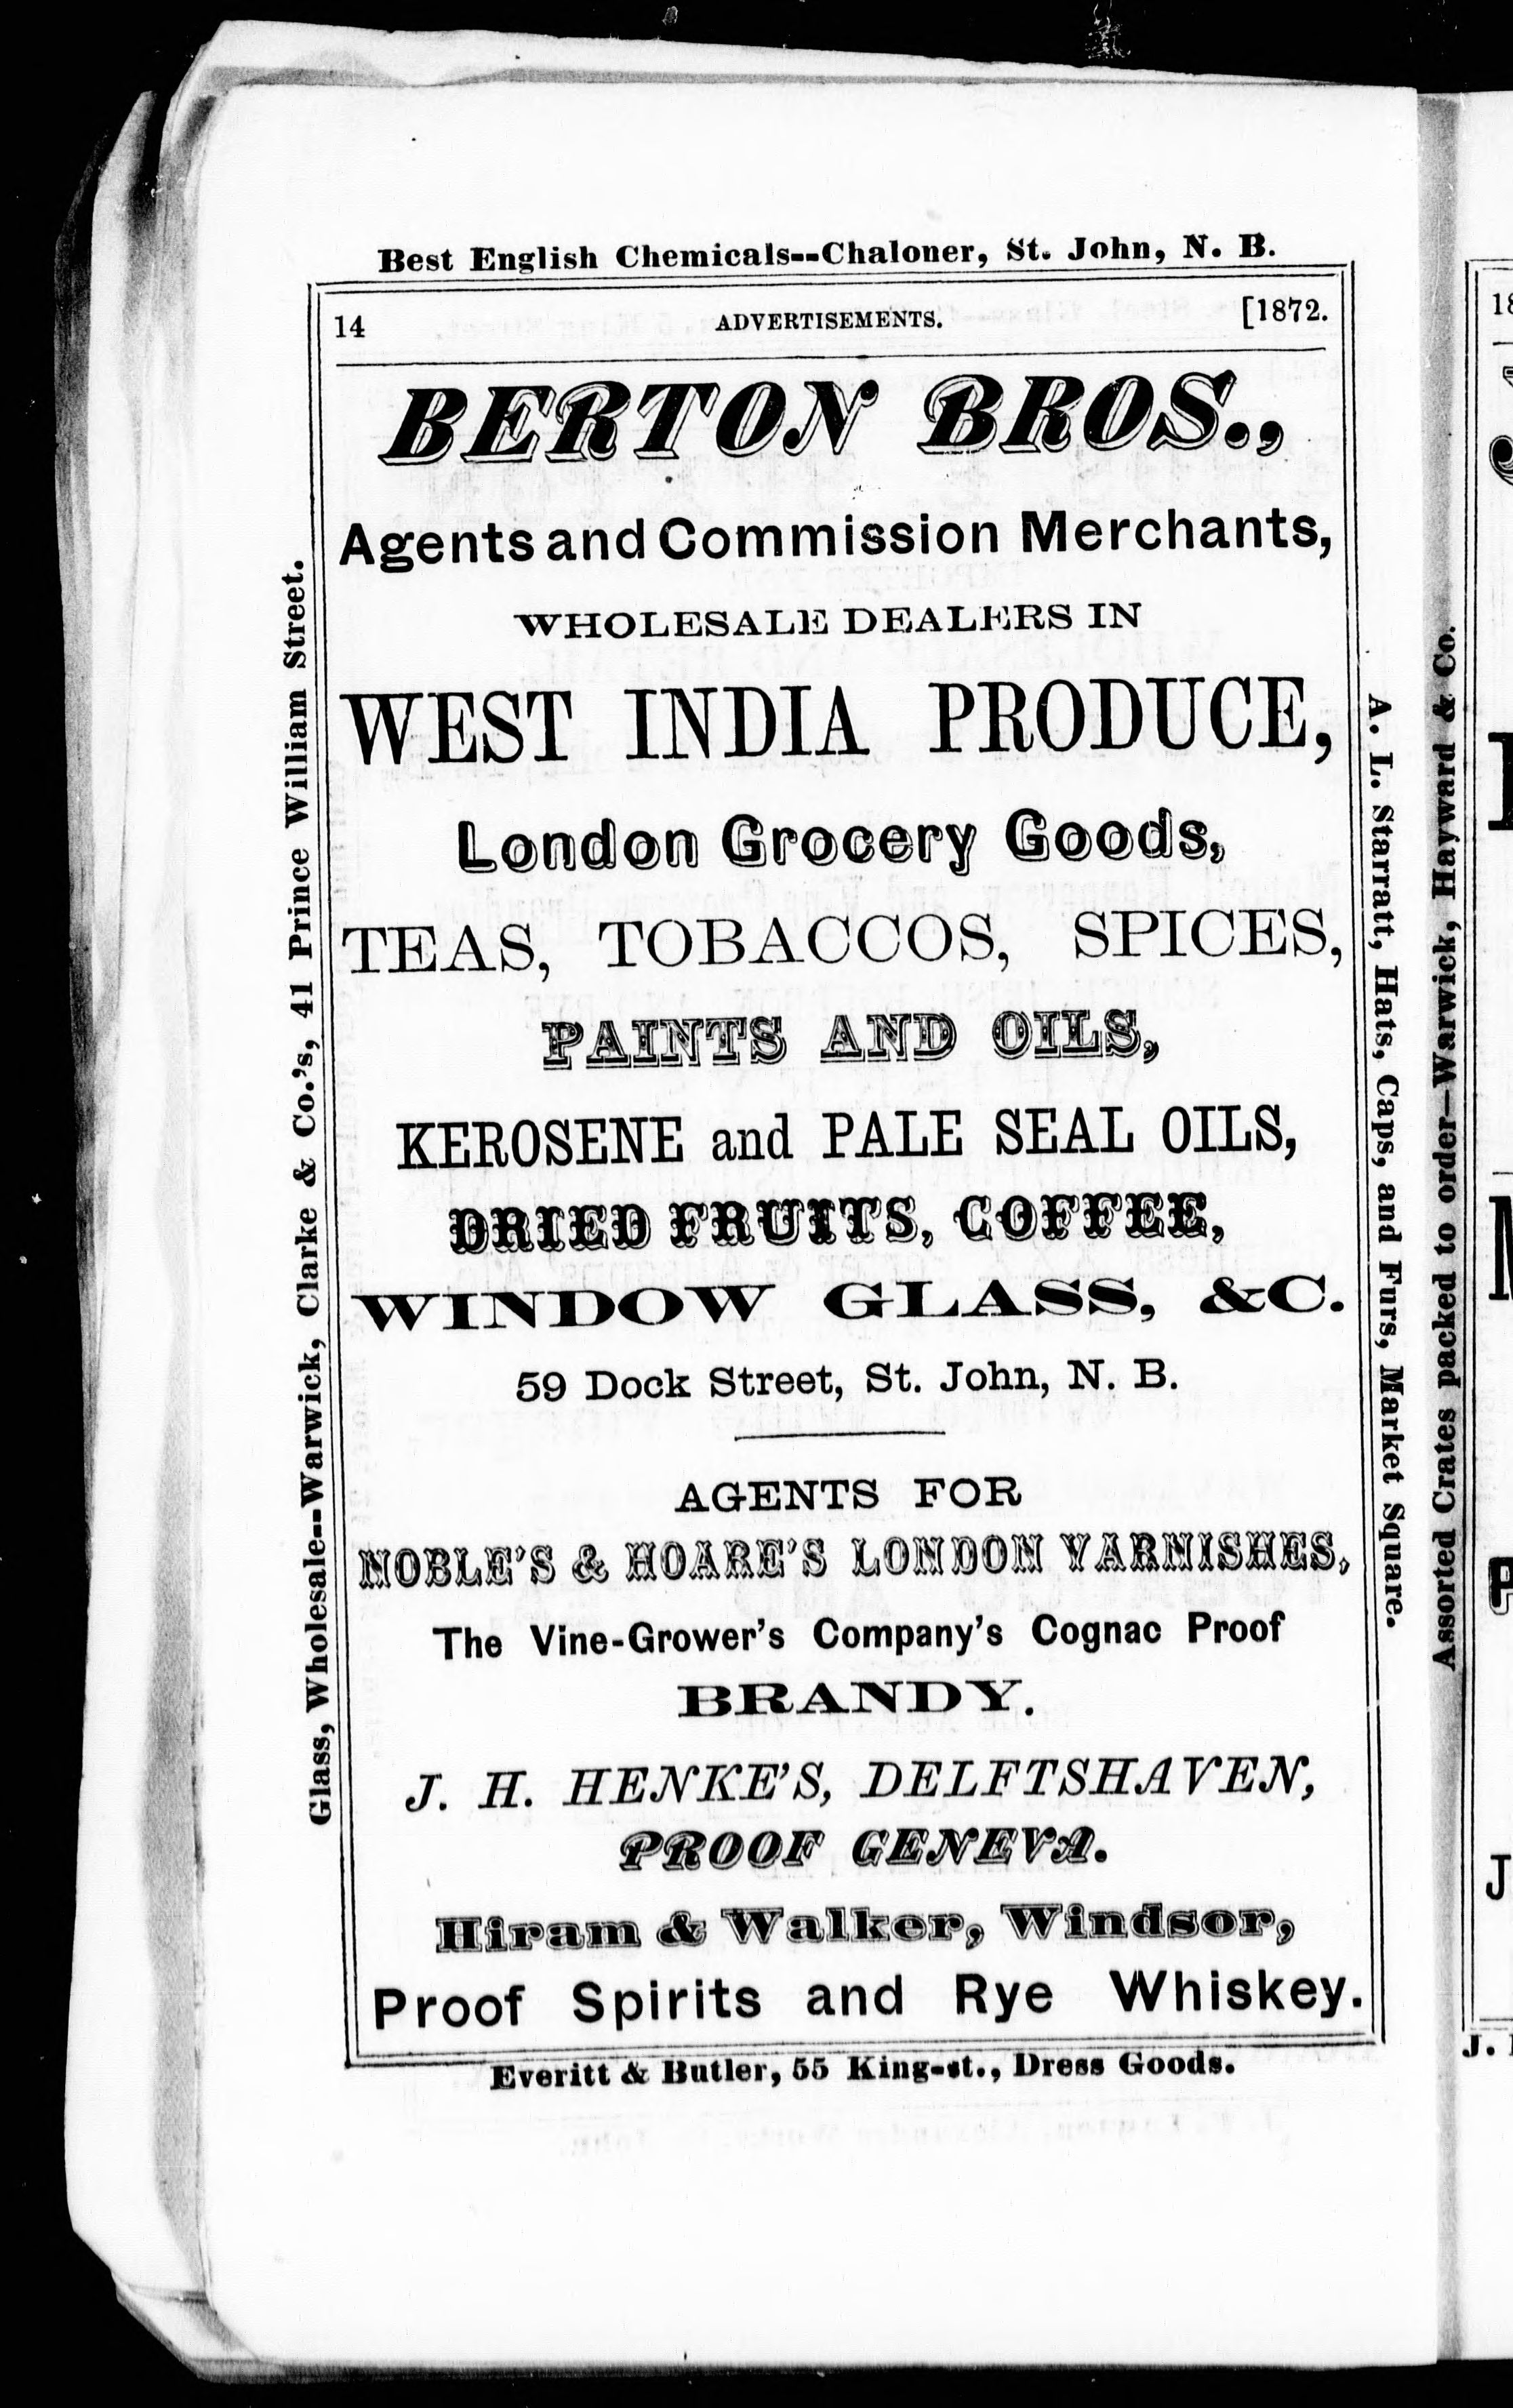 Best English Chemicals--Chaloner, St. John, N. B.
14 ADVERTISEMENTS. [1872.
BERTON BROS.,
Agents and Commission Merchants,
WHOLESALE DEALERS IN
WEST INDIA PRODUCE,
London Grocery Goods,
TEAS, TOBACCOS, SPICES,
PAINTS AND OILS,
KEROSENE and PALE SEAL OILS,
DRIED FRUITS, COFFEE,
WINDOW GLASS, &C.
59 Dock Street, St. John, N. B.
AGENTS FOR
NOBLE'S & HOARE'S LONDON VARNISHES,
The Vine-Grower's Company's Cognac Proof
BRANDY.
J. H. HENKE'S, DELFTSHAVEN,
PROOF GENEVA.
Hiram & Walker, Windsor,
Proof Spirits and Rye Whiskey.
Everitt & Butler, 55 King-st., Dress Goods.
Glass, Wholesale--Warwick, Clarke & Co.'s, 41 Prince William Street.
A. L. Starratt, Hats, Caps, and Furs, Market Square.
Assorted Crates packed to order—Warwick, Hayward & Co.